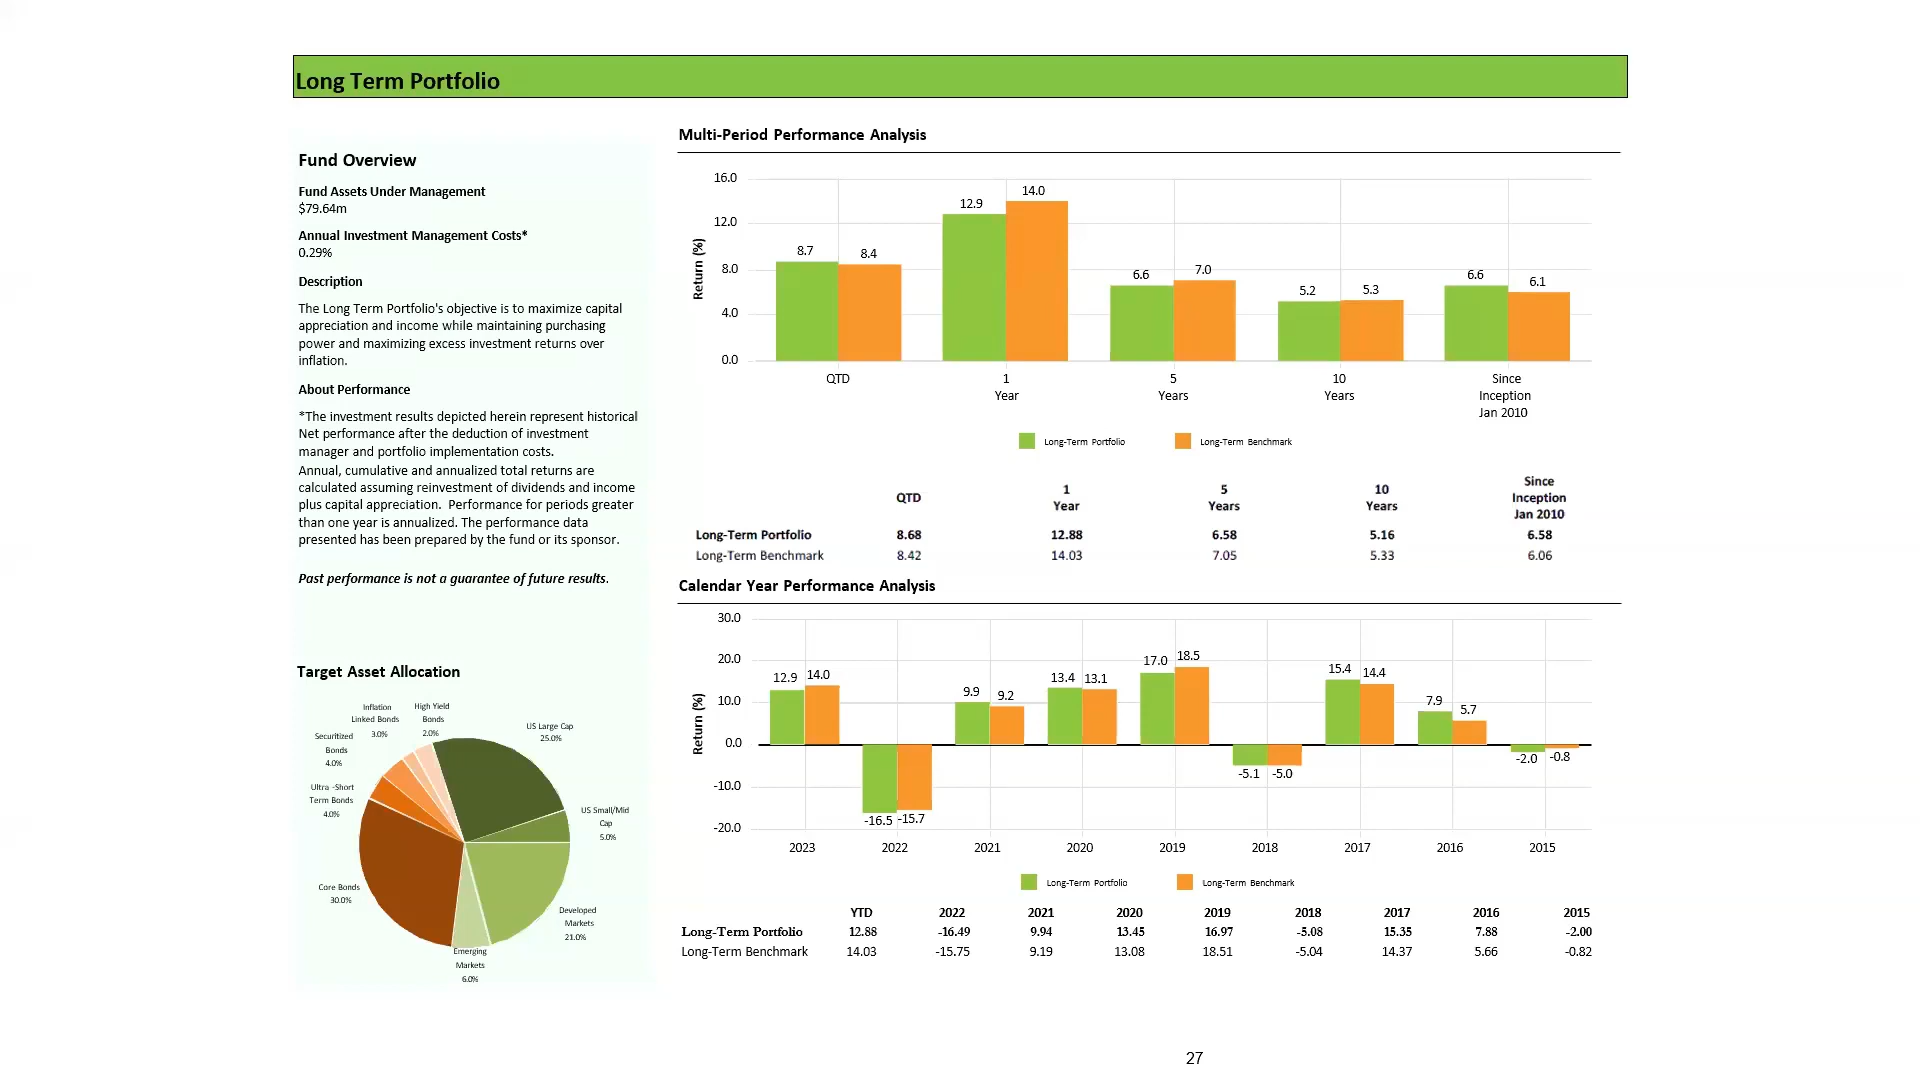 Long Term Portfolio
Fund Overview
Fund Assets Under Management
$79.64m
Annual Investment Management Costs*
0.29%
Description
The Long Term Portfolio's objective is to maximize capital
appreciation and income while maintaining purchasing
power and maximizing excess investment returns over
inflation.
About Performance
*The investment results depicted herein represent historical
Net performance after the deduction of investment
manager and portfolio implementation costs.
Annual, cumulative and annualized total returns are
calculated assuming reinvestment of dividends and income
plus capital appreciation. Performance for periods greater
than one year is annualized. The performance data
presented has been prepared by the fund or its sponsor.
Past performance is not a guarantee of future results.
Target Asset Allocation
Inflation
Linked Bonds
3.0%
High Yield
Bonds
2.0%
US Large Cap
25.0%
Securitized
Bonds
4.0%
Ultra -Short
Term Bonds
4.0%
US Small/Mid
Cap
5.0%
Core Bonds
30.0%
Developed
Markets
21.0%
Emerging
Markets
6.0%
Multi-Period Performance Analysis
Return (%)
16.0
12.0
8.0
4.0
0.0
8.7 8.4
12.9 14.0
6.6 7.0
5.2 5.3
6.6 6.1
QTD
1
Year
5
Years
10
Years
Since
Inception
Jan 2010
Long-Term Portfolio Long-Term Benchmark
QTD
1
Year
5
Years
10
Years
Since
Inception
Jan 2010
Long-Term Portfolio 8.68 12.88 6.58 5.16 6.58
Long-Term Benchmark 8.42 14.03 7.05 5.33 6.06
Calendar Year Performance Analysis
Return (%)
30.0
20.0
10.0
0.0
-10.0
-20.0
12.9 14.0
-16.5 -15.7
9.9 9.2
13.4 13.1
17.0 18.5
-5.1 -5.0
15.4 14.4
7.9 5.7
-2.0 -0.8
2023 2022 2021 2020 2019 2018 2017 2016 2015
Long-Term Portfolio Long-Term Benchmark
YTD 2022 2021 2020 2019 2018 2017 2016 2015
Long-Term Portfolio 12.88 -16.49 9.94 13.45 16.97 -5.08 15.35 7.88 -2.00
Long-Term Benchmark 14.03 -15.75 9.19 13.08 18.51 -5.04 14.37 5.66 -0.82
27